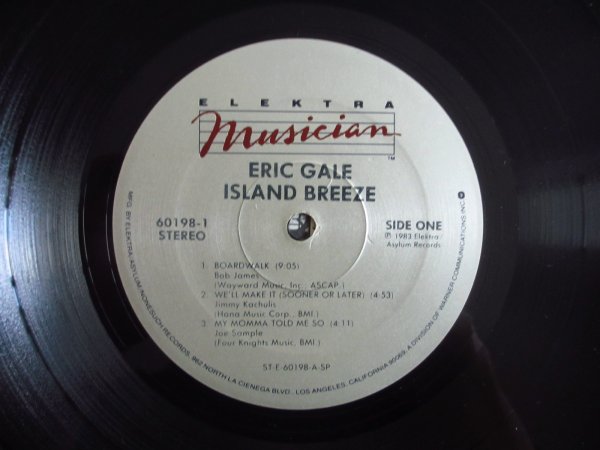 ELEKTRA
Musician
TM
ERIC GALE
ISLAND BREEZE
60198-1
STEREO
SIDE ONE
℗ 1983 Elektra/
Asylum Records
1. BOARDWALK (9:05)
Bob James
(Wayward Music, Inc. ASCAP.)
2. WE'LL MAKE IT (SOONER OR LATER) (4:53)
Jimmy Kachulis
(Hana Music Corp., BMI.)
3. MY MOMMA TOLD ME SO (4:11)
Joe Sample
(Four Knights Music, BMI.)
ST-E-60198-A-SP
MFG. BY ELEKTRA/ASYLUM/NONESUCH RECORDS, 962 NORTH LA CIENEGA BLVD., LOS ANGELES, CALIFORNIA 90069, A DIVISION OF WARNER COMMUNICATIONS INC.